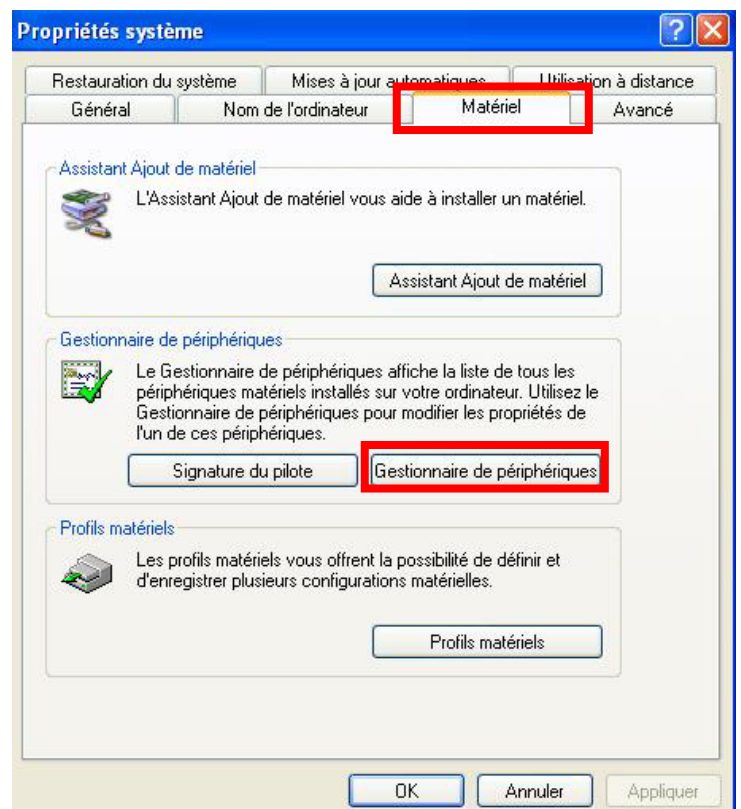 Propriétés système
Restauration du système Mises à jour automatiques Utilisation à distance
Général Nom de l'ordinateur Matériel Avancé
Assistant Ajout de matériel
L'Assistant Ajout de matériel vous aide à installer un matériel.
Assistant Ajout de matériel
Gestionnaire de périphériques
Le Gestionnaire de périphériques affiche la liste de tous les
périphériques matériels installés sur votre ordinateur. Utilisez le
Gestionnaire de périphériques pour modifier les propriétés de
l'un de ces périphériques.
Signature du pilote Gestionnaire de périphériques
Profils matériels
Les profils matériels vous offrent la possibilité de définir et
d'enregistrer plusieurs configurations matérielles.
Profils matériels
OK Annuler Appliquer